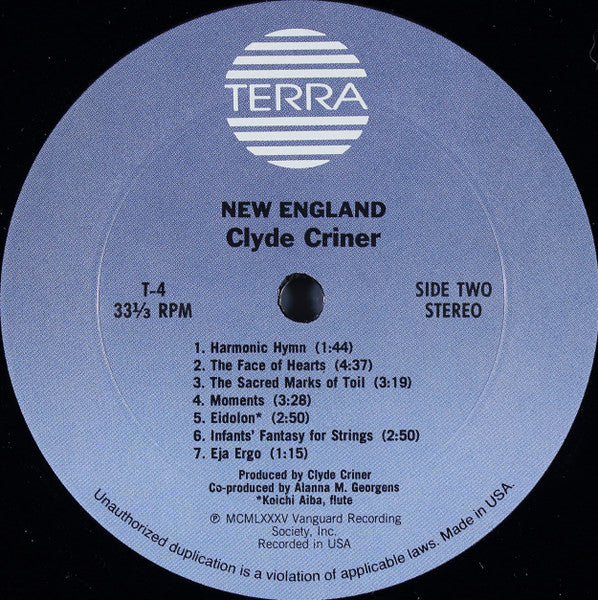 TERRA
NEW ENGLAND
Clyde Criner
T-4
33⅓ RPM
SIDE TWO
STEREO
1. Harmonic Hymn (1:44)
2. The Face of Hearts (4:37)
3. The Sacred Marks of Toil (3:19)
4. Moments (3:28)
5. Eidolon* (2:50)
6. Infants' Fantasy for Strings (2:50)
7. Eja Ergo (1:15)
Produced by Clyde Criner
Co-produced by Alanna M. Georgens
*Koichi Aiba, flute
℗ MCMLXXXV Vanguard Recording
Society, Inc.
Recorded in USA
Unauthorized duplication is a violation of applicable laws. Made in USA.